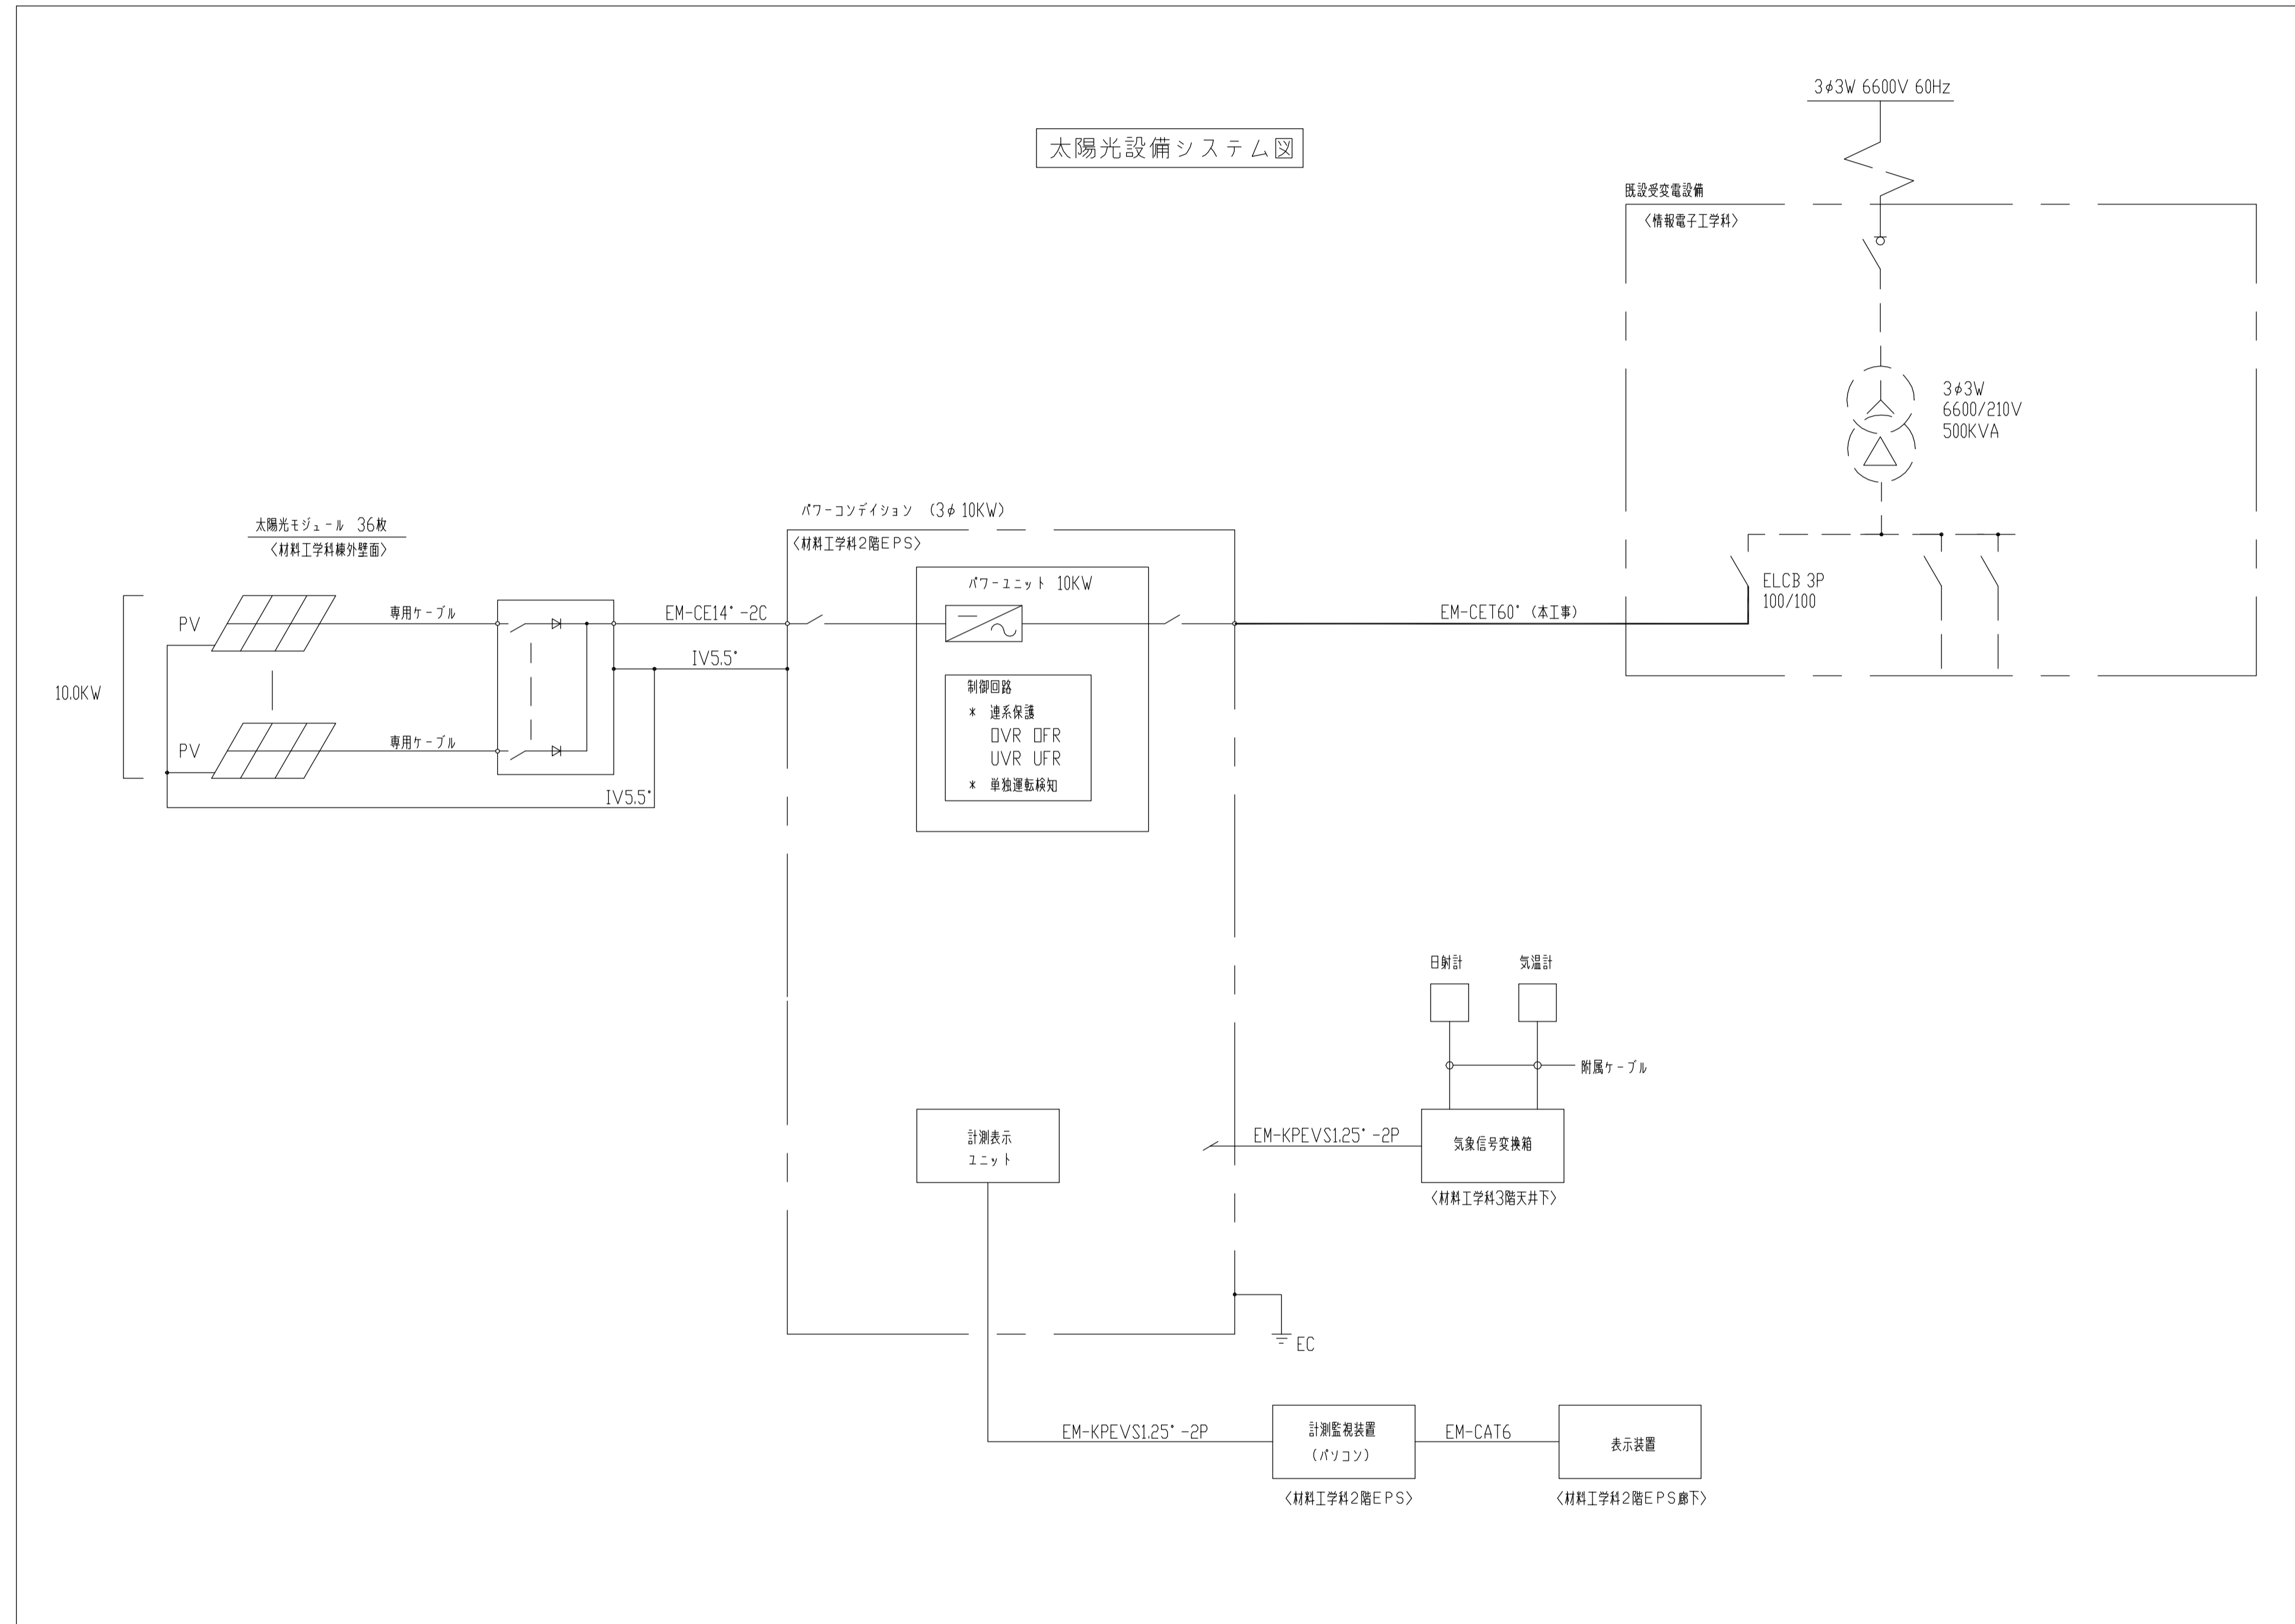 太陽光設備システム図
3φ3W 6600V 60Hz
既設受変電設備
〈情報電子工学科〉
3φ3W
6600/210V
500KVA
ELCB 3P
100/100
太陽光モジュール 36枚
〈材料工学科棟外壁面〉
10.0KW
PV
専用ケーブル
PV
専用ケーブル
EM-CE14°-2C
IV5.5°
IV5.5°
パワーコンデイション (3φ 10KW)
〈材料工学科2階EPS〉
パワーユニット 10KW
制御回路
* 連系保護
OVR OFR
UVR UFR
* 単独運転検知
EM-CET60°(本工事)
日射計
気温計
附属ケーブル
EM-KPEVS1.25°-2P
気象信号変換箱
〈材料工学科3階天井下〉
計測表示
ユニット
EC
EM-KPEVS1.25°-2P
計測監視装置
(パソコン)
〈材料工学科2階EPS〉
EM-CAT6
表示装置
〈材料工学科2階EPS廊下〉